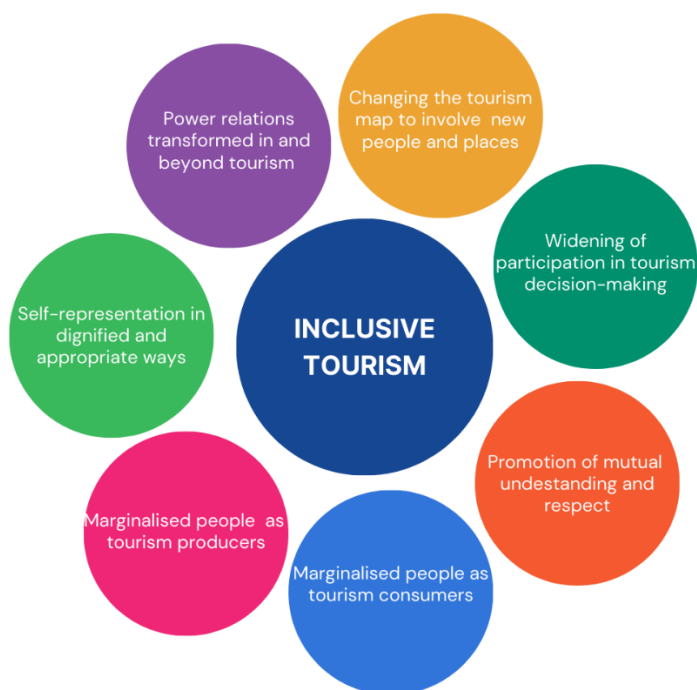 Power relations
transformed in and
beyond tourism
Changing the tourism
map to involve new
people and places
Widening of
participation in tourism
decision-making
Self-representation in
dignified and
appropriate ways
INCLUSIVE
TOURISM
Promotion of mutual
undestanding and
respect
Marginalised people as
tourism producers
Marginalised people as
tourism consumers